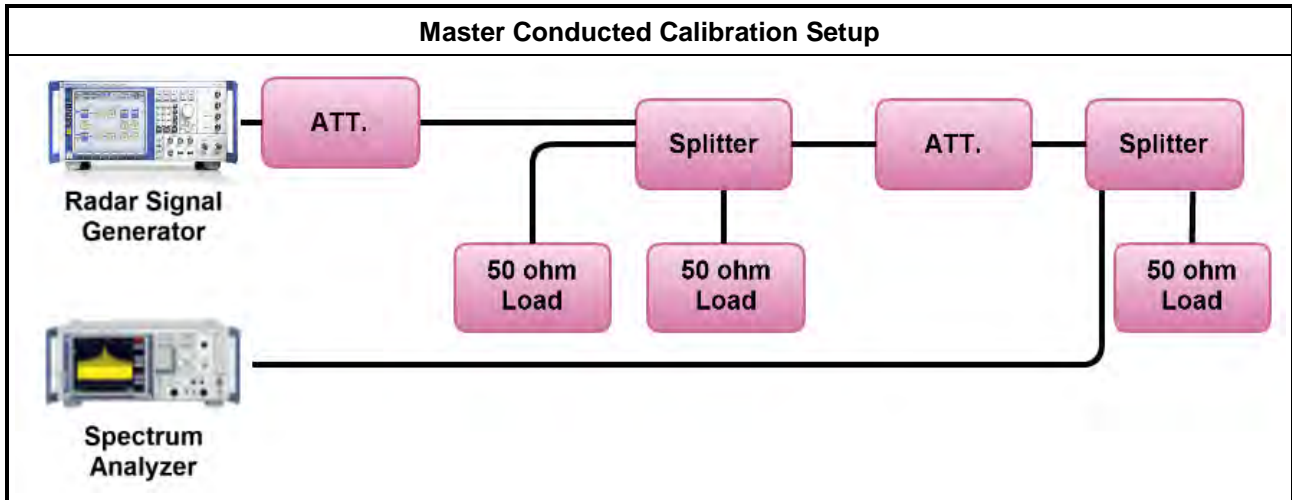 Master Conducted Calibration Setup
ATT.
Splitter
ATT.
Splitter
Radar Signal
Generator
50 ohm
Load
50 ohm
Load
50 ohm
Load
Spectrum
Analyzer